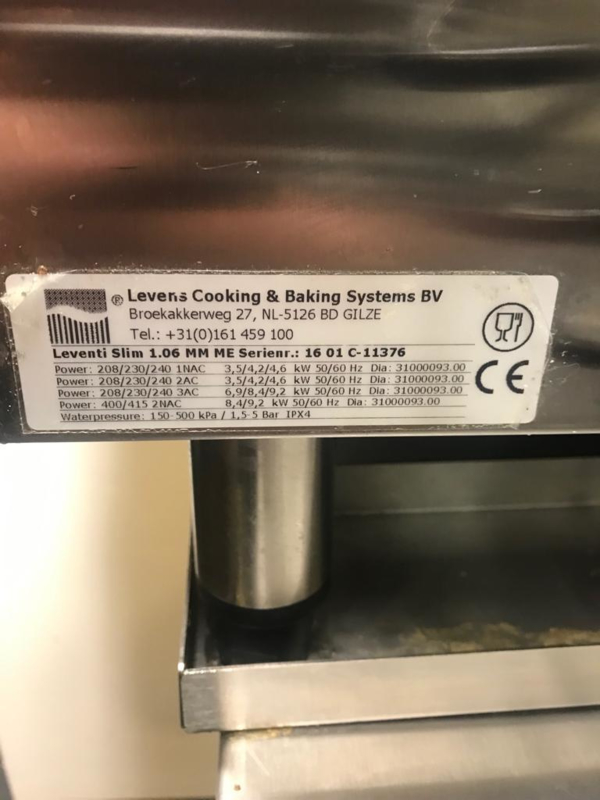 ® Levens Cooking & Baking Systems BV
Broekakkerweg 27, NL-5126 BD GILZE
Tel.: +31(0)161 459 100
Leventi Slim 1.06 MM ME Serienr.: 16 01 C-11376
Power: 208/230/240 1NAC 3,5/4,2/4,6 kW 50/60 Hz Dia: 31000093.00
Power: 208/230/240 2AC 3,5/4,2/4,6 kW 50/60 Hz Dia: 31000093.00
Power: 208/230/240 3AC 6,9/8,4/9,2 kW 50/60 Hz Dia: 31000093.00
Power: 400/415 2NAC 8,4/9,2 kW 50/60 Hz Dia: 31000093.00
Waterpressure: 150-500 kPa / 1,5-5 Bar IPX4
CE